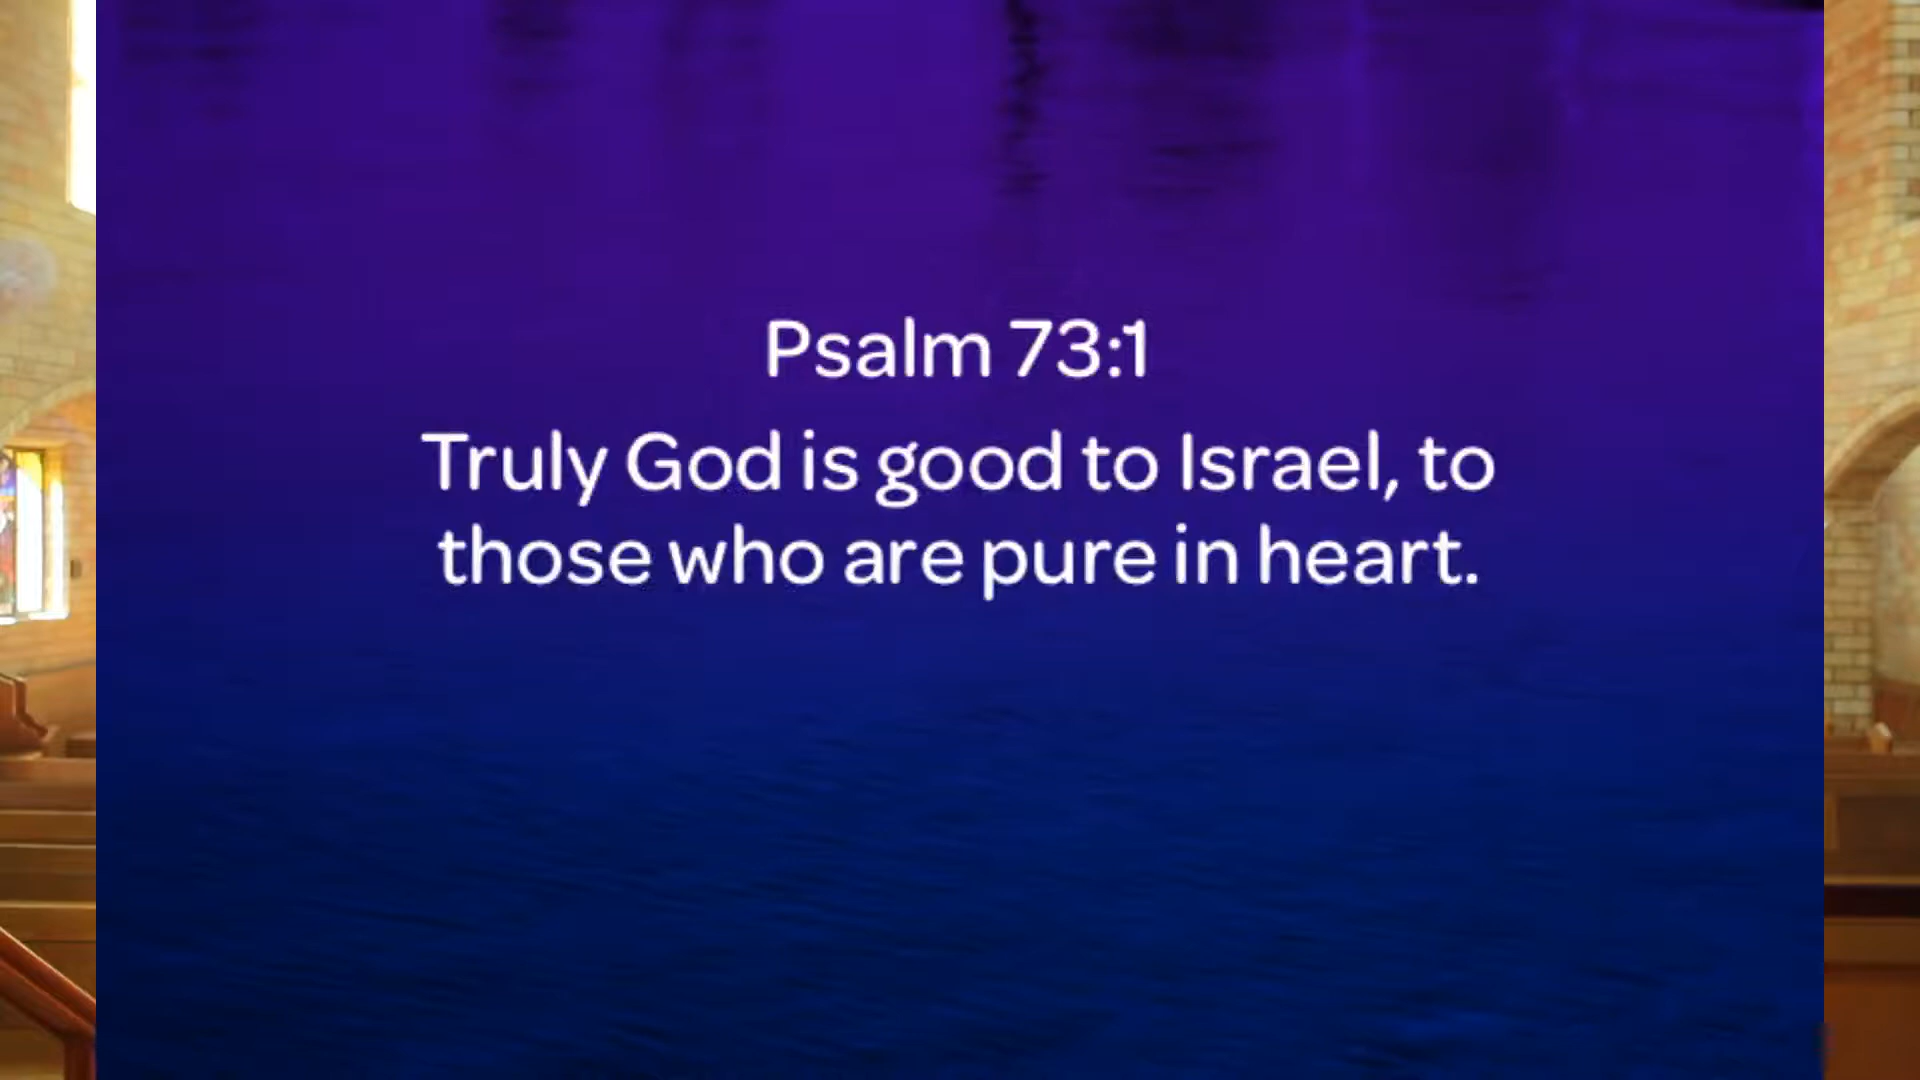 Psalm 73:1
Truly God is good to Israel, to
those who are pure in heart.